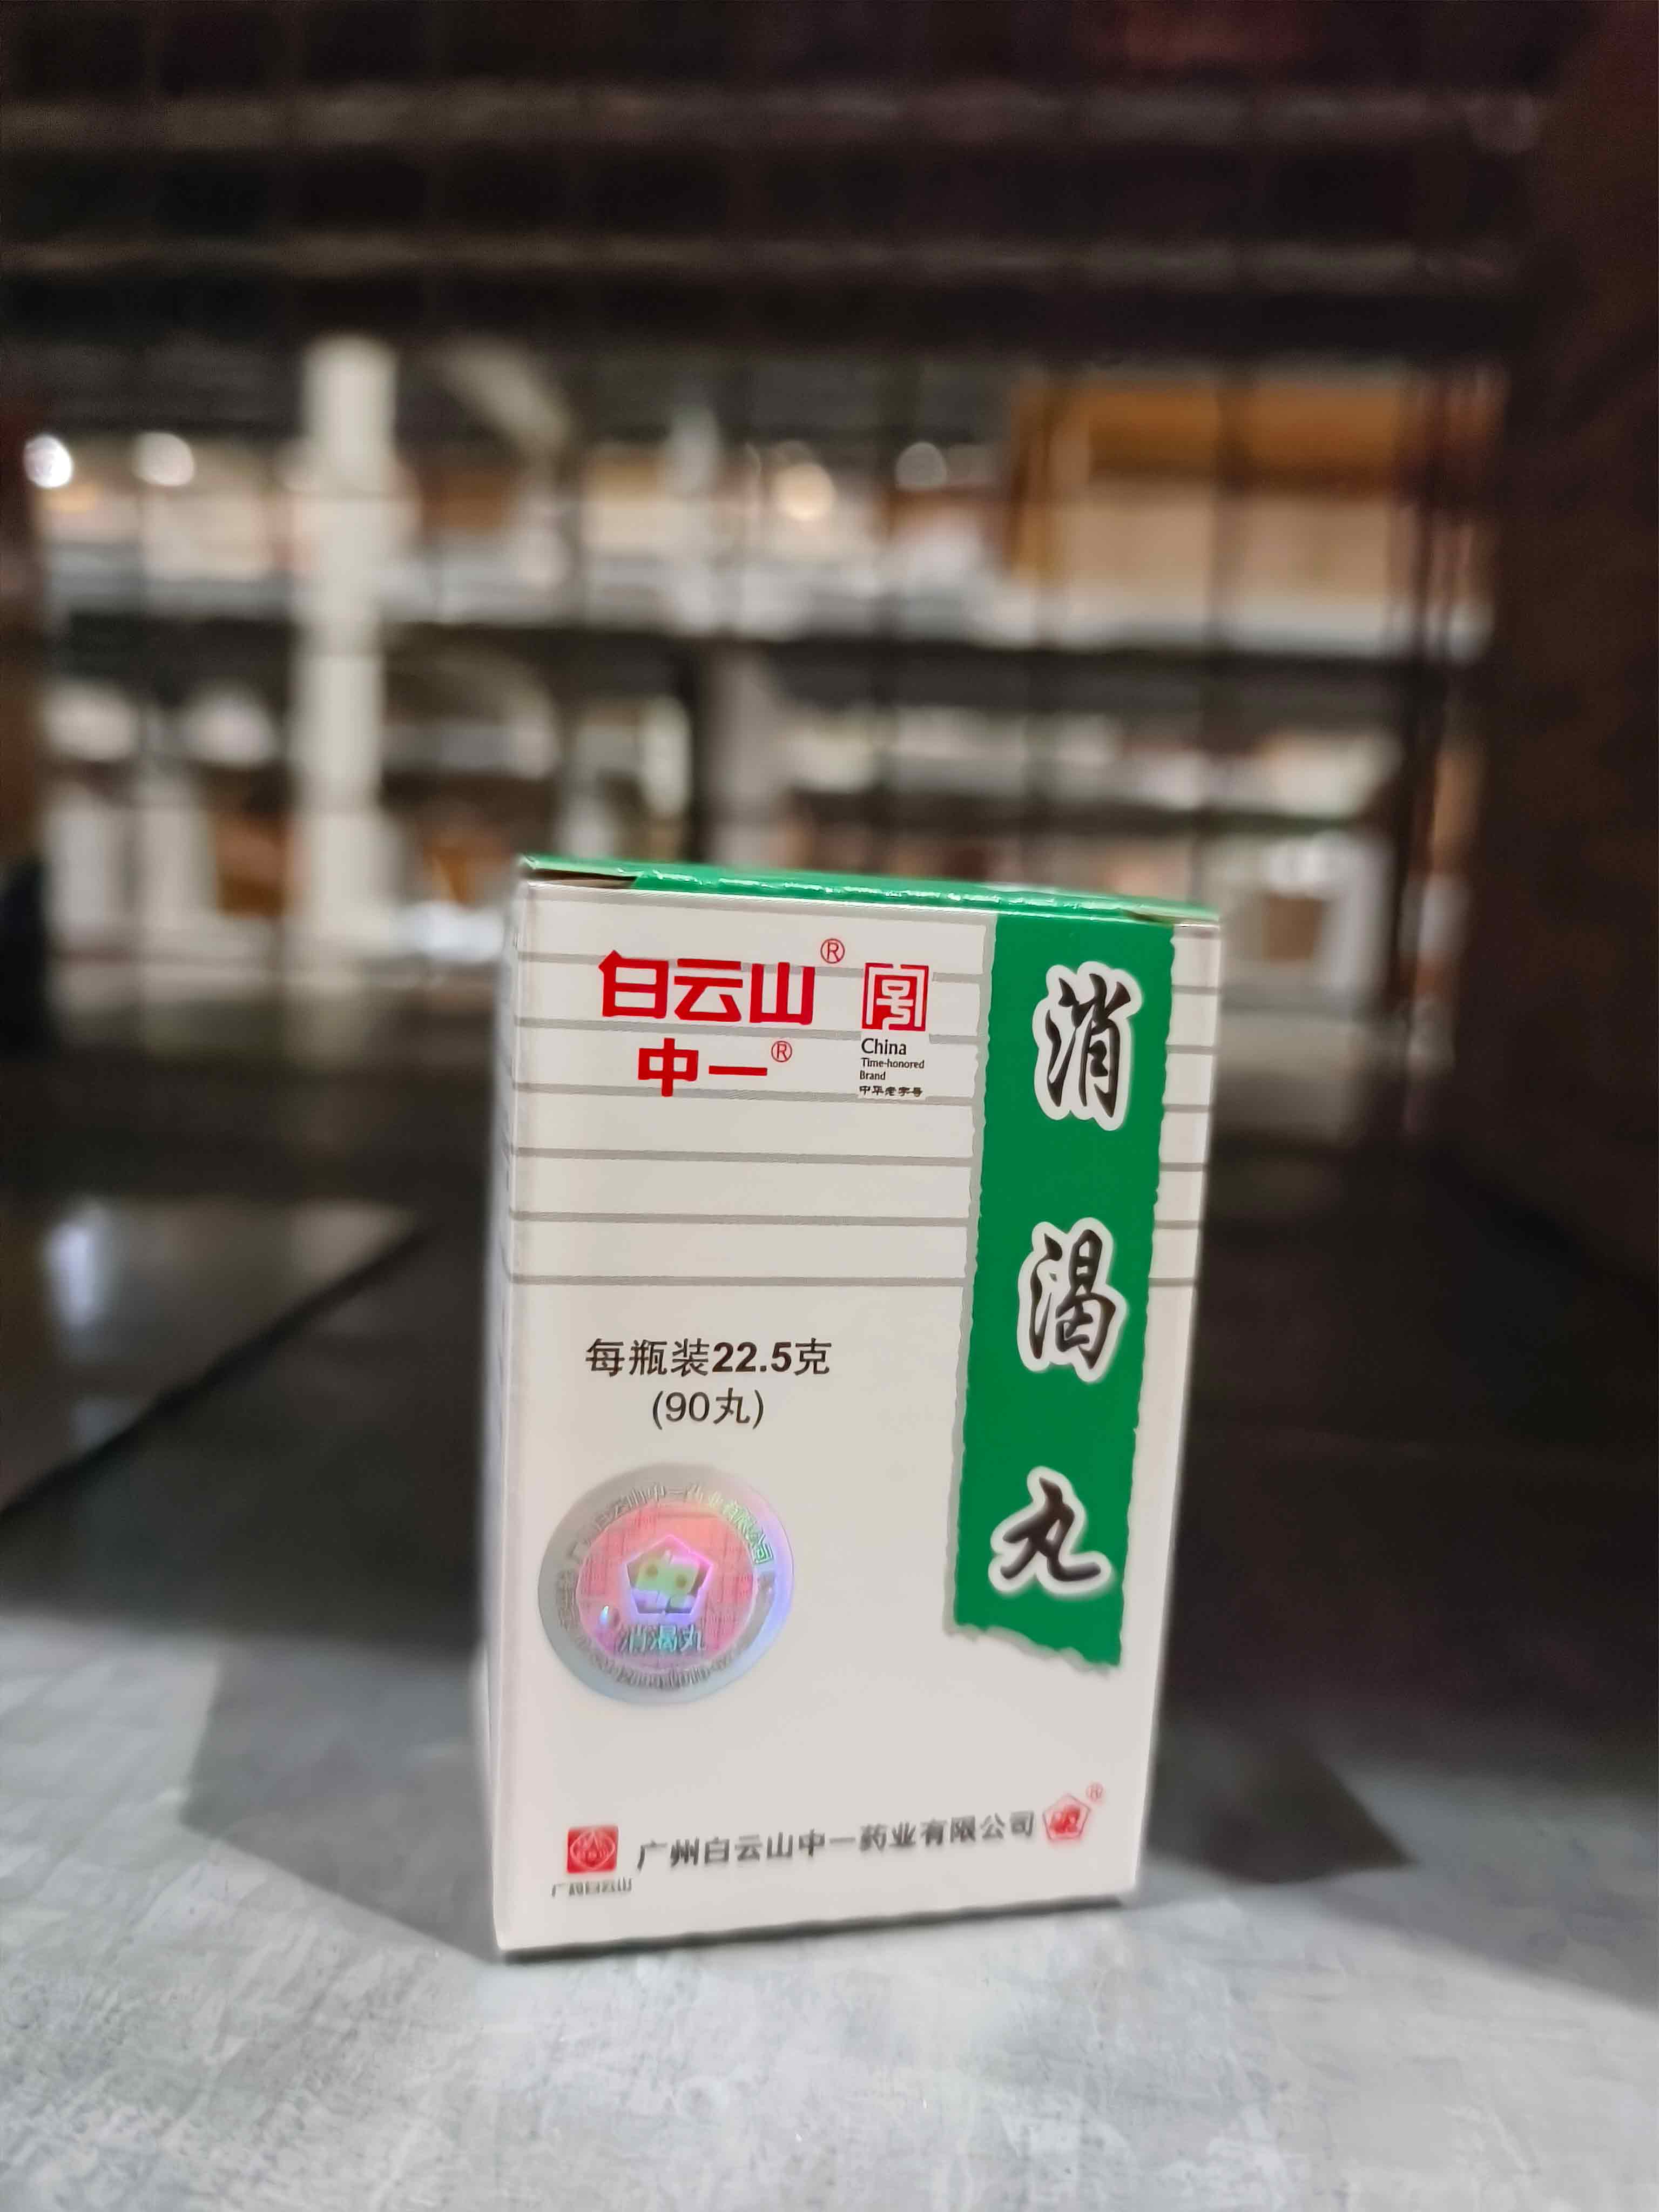 白云山®
中一®
China
Time-honored
Brand
中华老字号
消渴丸
每瓶装22.5克
(90丸)
消渴丸
广州白云山中一药业有限公司
®
广药白云山